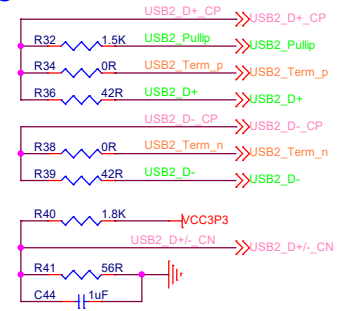 USB2_D+_CP USB2_D+_CP
R32 1.5K USB2_Pullip USB2_Pullip
R34 0R USB2_Term_p USB2_Term_p
R36 42R USB2_D+ USB2_D+
USB2_D-_CP USB2_D-_CP
R38 0R USB2_Term_n USB2_Term_n
R39 42R USB2_D- USB2_D-
R40 1.8K VCC3P3
USB2_D+/-_CN USB2_D+/-_CN
R41 56R
C44 1uF